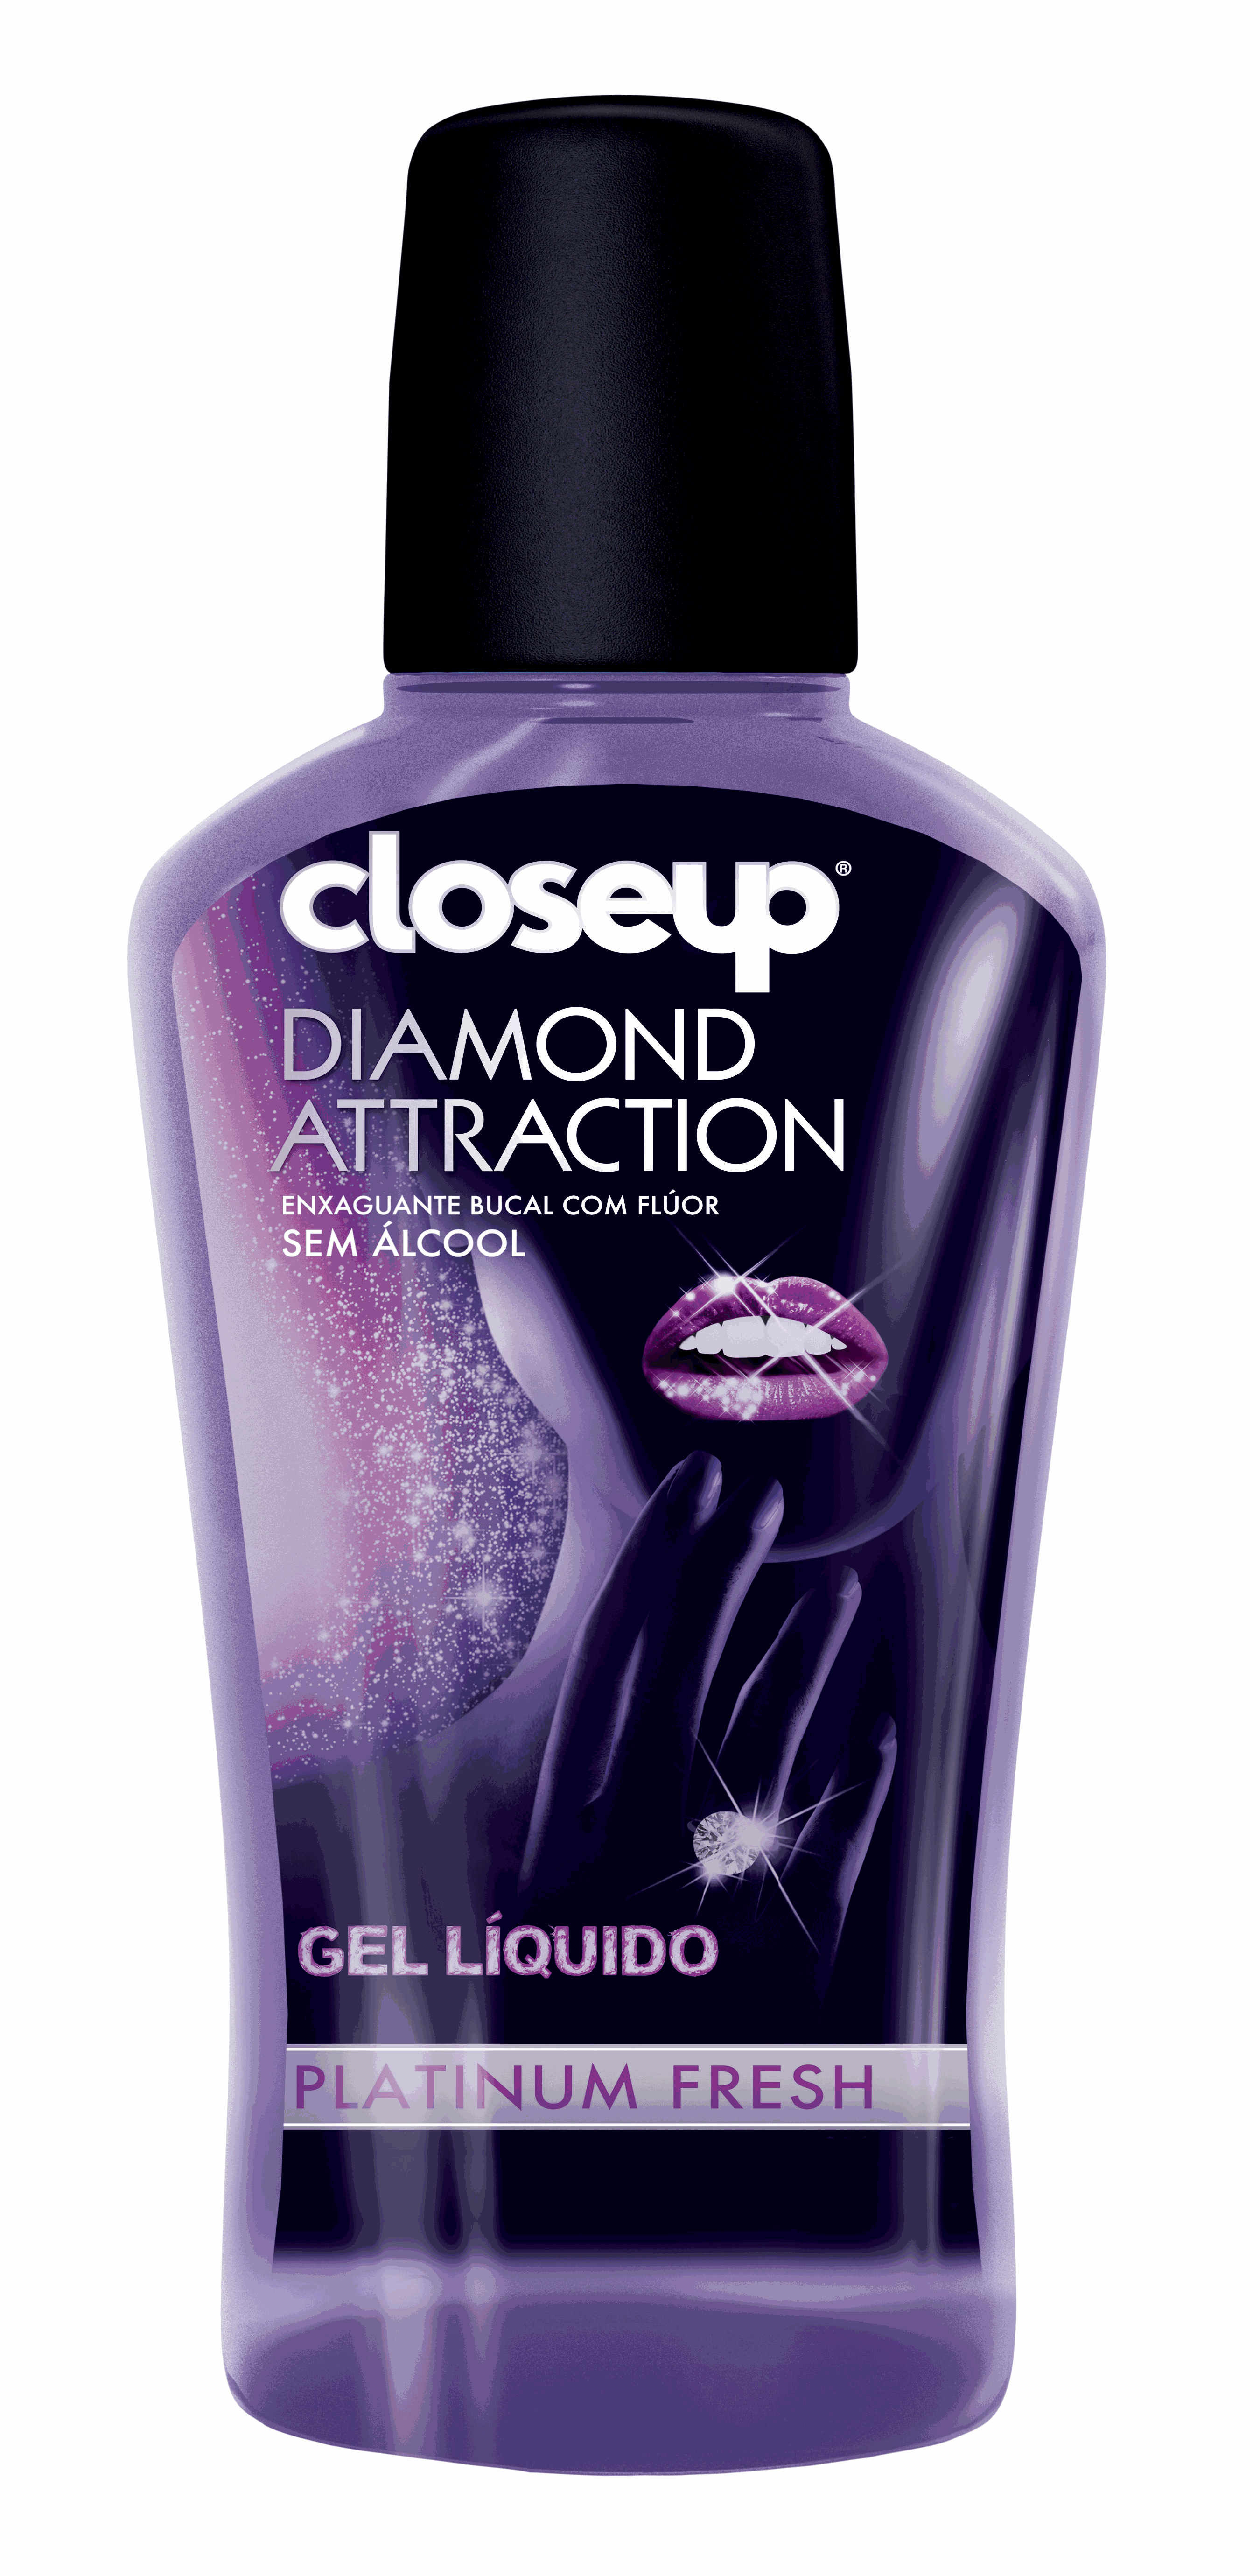 closeup®
DIAMOND
ATTRACTION
ENXAGUANTE BUCAL COM FLÚOR
SEM ÁLCOOL
GEL LÍQUIDO
PLATINUM FRESH